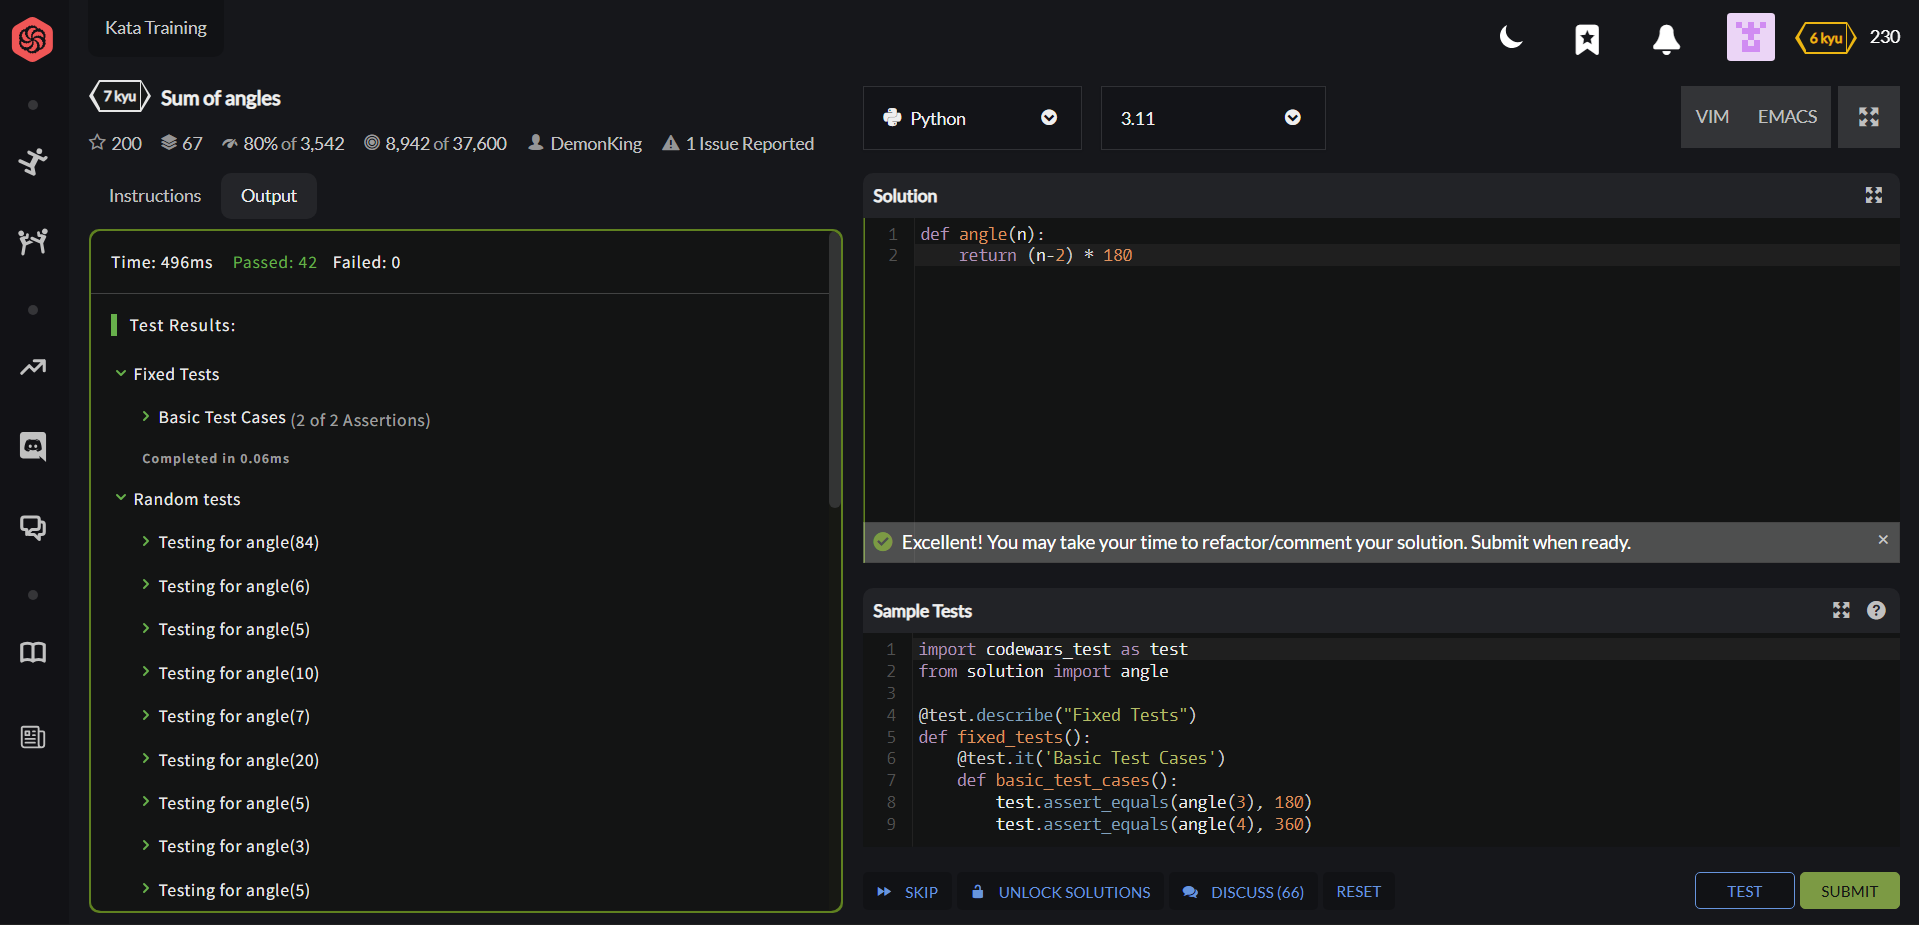 Kata Training
6 kyu 230
7 kyu Sum of angles
200 67 80% of 3,542 8,942 of 37,600 DemonKing 1 Issue Reported
Instructions Output
Time: 496ms Passed: 42 Failed: 0
Test Results:
Fixed Tests
Basic Test Cases (2 of 2 Assertions)
Completed in 0.06ms
Random tests
Testing for angle(84)
Testing for angle(6)
Testing for angle(5)
Testing for angle(10)
Testing for angle(7)
Testing for angle(20)
Testing for angle(5)
Testing for angle(3)
Testing for angle(5)
Python 3.11 VIM EMACS
Solution
1 def angle(n):
2     return (n-2) * 180
Excellent! You may take your time to refactor/comment your solution. Submit when ready. ×
Sample Tests ?
1 import codewars_test as test
2 from solution import angle
3
4 @test.describe("Fixed Tests")
5 def fixed_tests():
6     @test.it('Basic Test Cases')
7     def basic_test_cases():
8         test.assert_equals(angle(3), 180)
9         test.assert_equals(angle(4), 360)
SKIP UNLOCK SOLUTIONS DISCUSS (66) RESET TEST SUBMIT